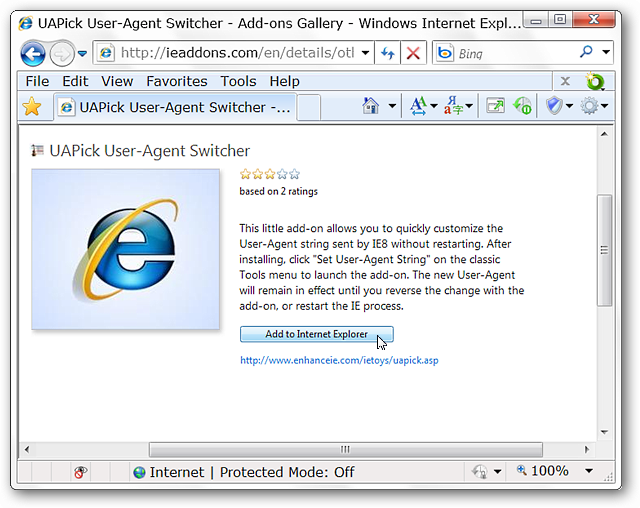 UAPick User-Agent Switcher - Add-ons Gallery - Windows Internet Expl...
http://ieaddons.com/en/details/otl
Bing
File Edit View Favorites Tools Help
UAPick User-Agent Switcher -...
UAPick User-Agent Switcher
based on 2 ratings
This little add-on allows you to quickly customize the
User-Agent string sent by IE8 without restarting. After
installing, click "Set User-Agent String" on the classic
Tools menu to launch the add-on. The new User-Agent
will remain in effect until you reverse the change with the
add-on, or restart the IE process.
Add to Internet Explorer
http://www.enhanceie.com/ietoys/uapick.asp
Internet | Protected Mode: Off
100%